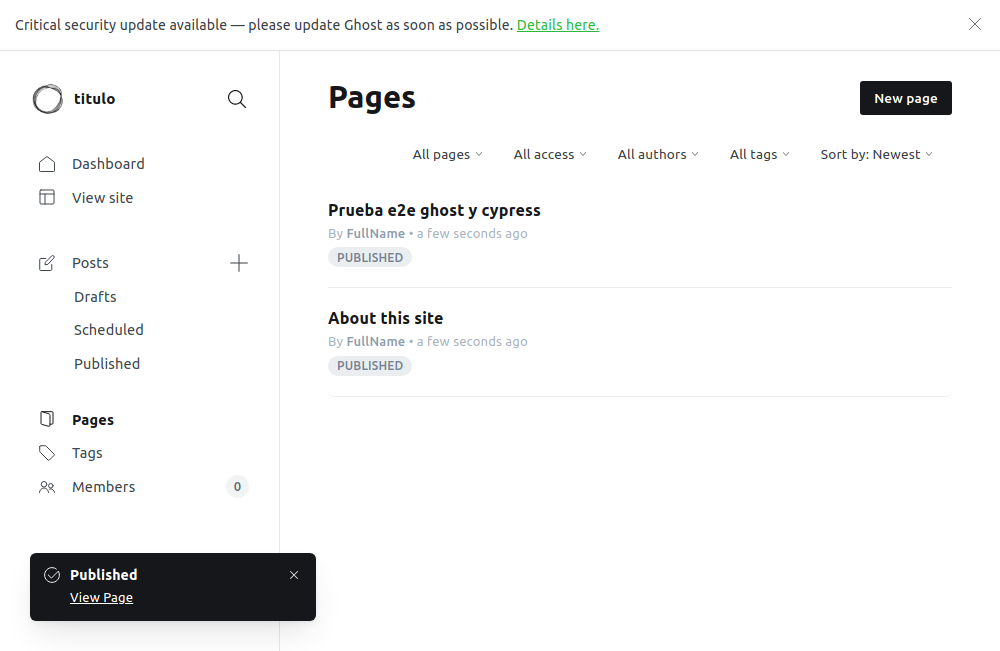 Critical security update available — please update Ghost as soon as possible. Details here.
titulo
Dashboard
View site
Posts
Drafts
Scheduled
Published
Pages
Tags
Members 0
Pages
New page
All pages All access All authors All tags Sort by: Newest
Prueba e2e ghost y cypress
By FullName • a few seconds ago
PUBLISHED
About this site
By FullName • a few seconds ago
PUBLISHED
Published
View Page